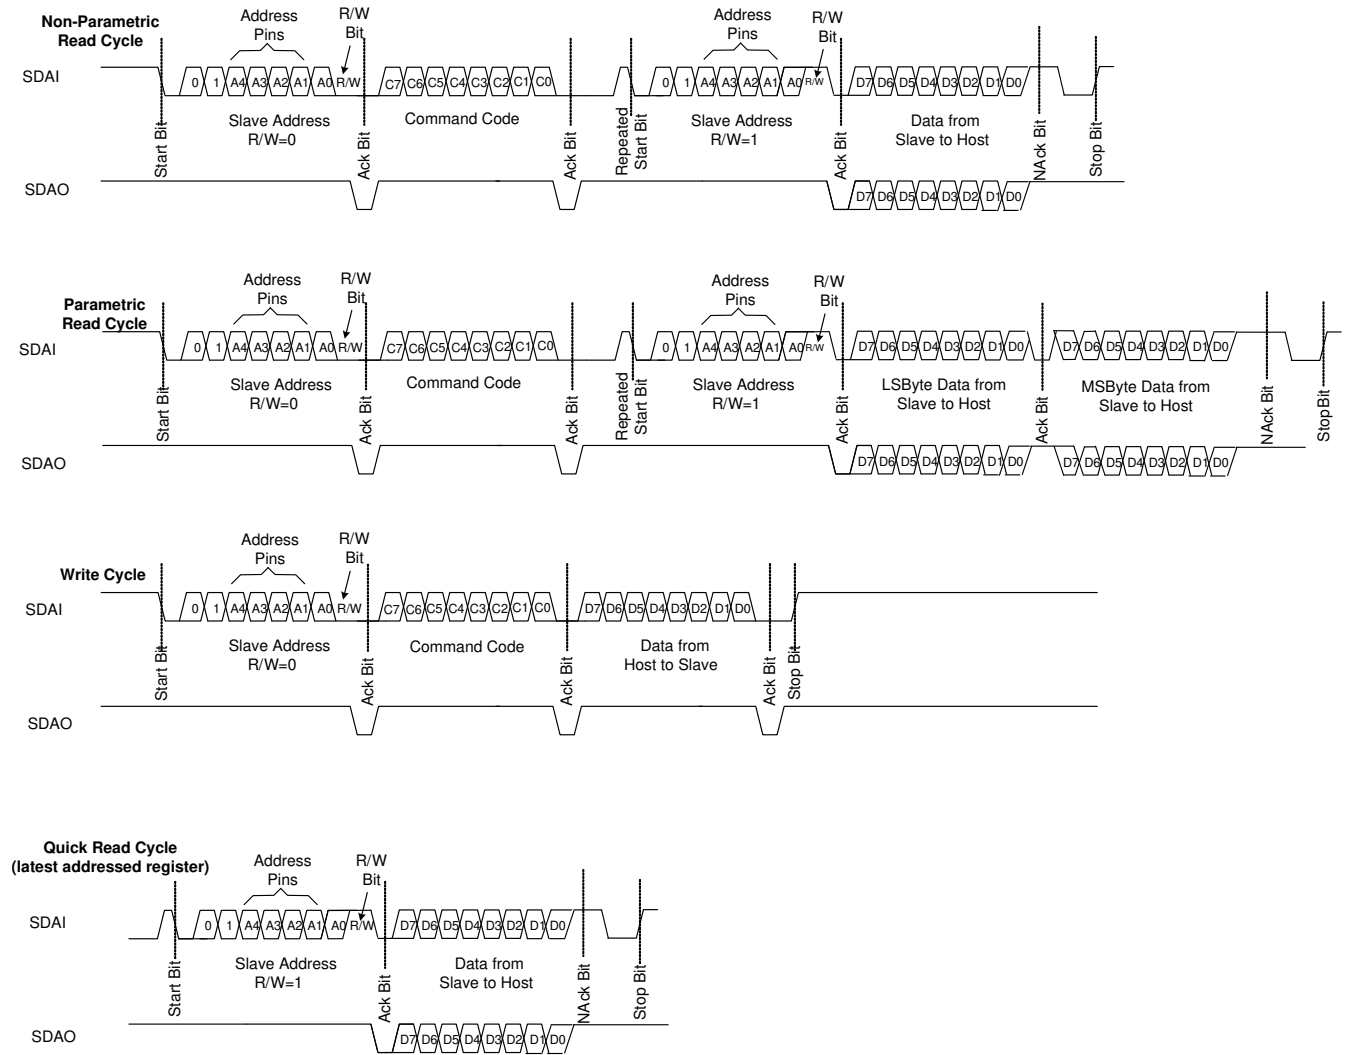 Non-Parametric
Read Cycle
Address
Pins
R/W
Bit
Address
Pins
R/W
Bit
SDAI
0 1 A4 A3 A2 A1 A0 R/W C7 C6 C5 C4 C3 C2 C1 C0 0 1 A4 A3 A2 A1 A0 R/W D7 D6 D5 D4 D3 D2 D1 D0
Start Bit
Slave Address
R/W=0
Ack Bit
Command Code
Ack Bit
Repeated
Start Bit
Slave Address
R/W=1
Ack Bit
Data from
Slave to Host
NAck Bit
Stop Bit
SDAO
D7 D6 D5 D4 D3 D2 D1 D0
Parametric
Read Cycle
Address
Pins
R/W
Bit
Address
Pins
R/W
Bit
SDAI
0 1 A4 A3 A2 A1 A0 R/W C7 C6 C5 C4 C3 C2 C1 C0 0 1 A4 A3 A2 A1 A0 R/W D7 D6 D5 D4 D3 D2 D1 D0 D7 D6 D5 D4 D3 D2 D1 D0
Start Bit
Slave Address
R/W=0
Ack Bit
Command Code
Ack Bit
Repeated
Start Bit
Slave Address
R/W=1
Ack Bit
LSByte Data from
Slave to Host
Ack Bit
MSByte Data from
Slave to Host
NAck Bit
Stop Bit
SDAO
D7 D6 D5 D4 D3 D2 D1 D0 D7 D6 D5 D4 D3 D2 D1 D0
Write Cycle
Address
Pins
R/W
Bit
SDAI
0 1 A4 A3 A2 A1 A0 R/W C7 C6 C5 C4 C3 C2 C1 C0 D7 D6 D5 D4 D3 D2 D1 D0
Start Bit
Slave Address
R/W=0
Ack Bit
Command Code
Ack Bit
Data from
Host to Slave
Ack Bit
Stop Bit
SDAO
Quick Read Cycle
(latest addressed register)
Address
Pins
R/W
Bit
SDAI
0 1 A4 A3 A2 A1 A0 R/W D7 D6 D5 D4 D3 D2 D1 D0
Start Bit
Slave Address
R/W=1
Ack Bit
Data from
Slave to Host
NAck Bit
Stop Bit
SDAO
D7 D6 D5 D4 D3 D2 D1 D0